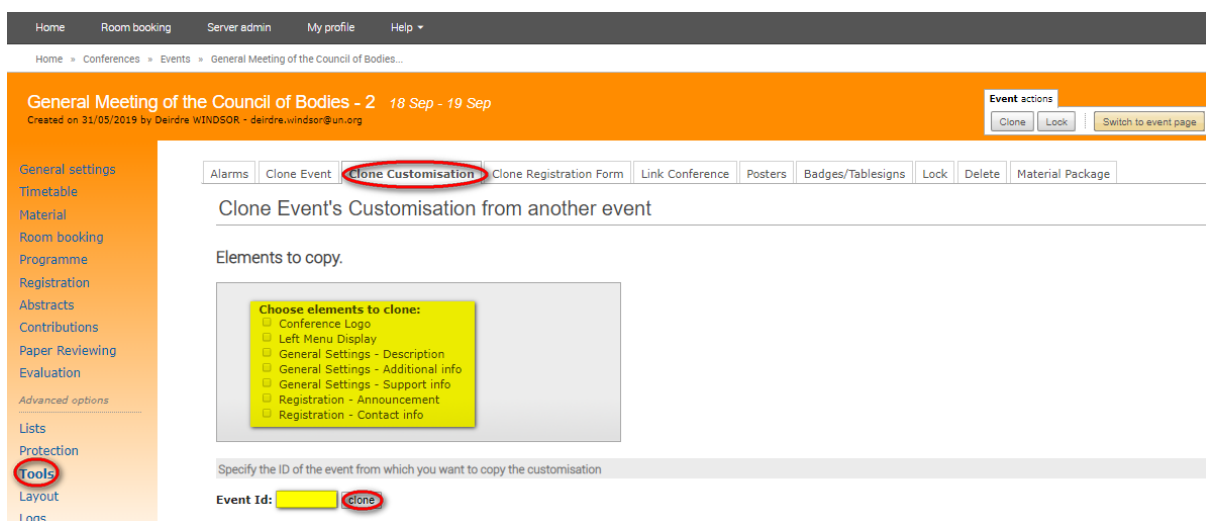 Home Room booking Server admin My profile Help
Home » Conferences » Events » General Meeting of the Council of Bodies...
General Meeting of the Council of Bodies - 2 18 Sep - 19 Sep
Created on 31/05/2019 by Deirdre WINDSOR - deirdre.windsor@un.org
Event actions
Clone Lock Switch to event page
General settings
Timetable
Material
Room booking
Programme
Registration
Abstracts
Contributions
Paper Reviewing
Evaluation
Advanced options
Lists
Protection
Tools
Layout
Logs
Alarms Clone Event Clone Customisation Clone Registration Form Link Conference Posters Badges/Tablesigns Lock Delete Material Package
Clone Event's Customisation from another event
Elements to copy.
Choose elements to clone:
Conference Logo
Left Menu Display
General Settings - Description
General Settings - Additional info
General Settings - Support info
Registration - Announcement
Registration - Contact info
Specify the ID of the event from which you want to copy the customisation
Event Id: clone